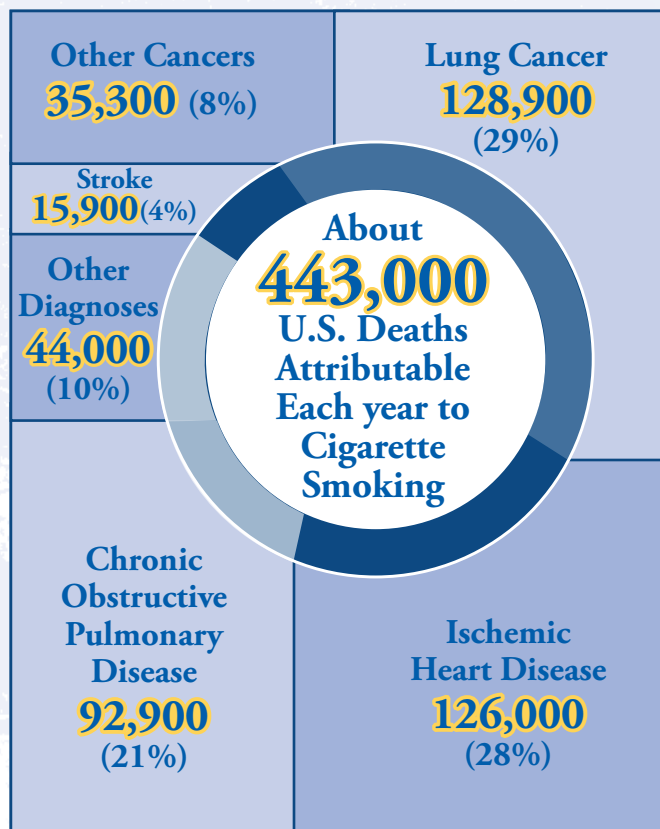 Other Cancers
35,300 (8%)
Lung Cancer
128,900
(29%)
Stroke
15,900(4%)
Other
Diagnoses
44,000
(10%)
About
443,000
U.S. Deaths
Attributable
Each year to
Cigarette
Smoking
Chronic
Obstructive
Pulmonary
Disease
92,900
(21%)
Ischemic
Heart Disease
126,000
(28%)